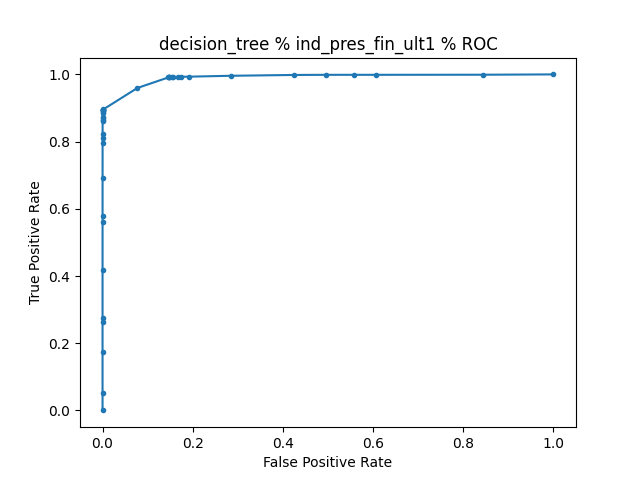 decision_tree % ind_pres_fin_ult1 % ROC
1.0
0.8
0.6
0.4
0.2
0.0
True Positive Rate
0.0 0.2 0.4 0.6 0.8 1.0
False Positive Rate